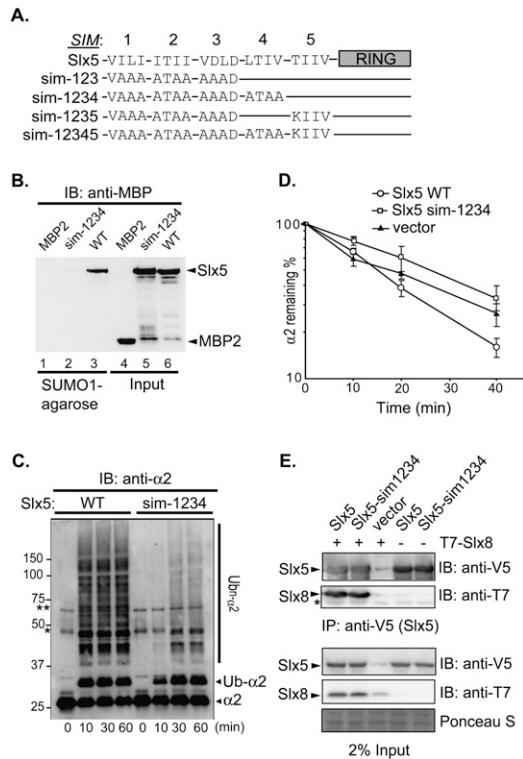 A.
SIM: 1 2 3 4 5
Slx5 -VILI-ITII-VDLD-LTIV-TIIV- RING
sim-123 -VAAA-ATAA-AAAD
sim-1234 -VAAA-ATAA-AAAD-ATAA
sim-1235 -VAAA-ATAA-AAAD KIIV
sim-12345 -VAAA-ATAA-AAAD-ATAA-KIIV
B.
IB: anti-MBP
MBP2 sim-1234 WT MBP2 sim-1234 WT
Slx5
MBP2
1 2 3 4 5 6
SUMO1-agarose Input
C.
IB: anti-α2
Slx5: WT sim-1234
150
100
75
**
50
*
37
25
Ubn-α2
Ub-α2
α2
0 10 30 60 0 10 30 60 (min)
D.
Slx5 WT
Slx5 sim-1234
vector
α2 remaining %
100
10
0 10 20 30 40
Time (min)
E.
Slx5 Slx5-sim1234 vector Slx5 Slx5-sim1234
+ + + - - T7-Slx8
Slx5 IB: anti-V5
Slx8 IB: anti-T7
*
IP: anti-V5 (Slx5)
Slx5 IB: anti-V5
Slx8 IB: anti-T7
Ponceau S
2% Input